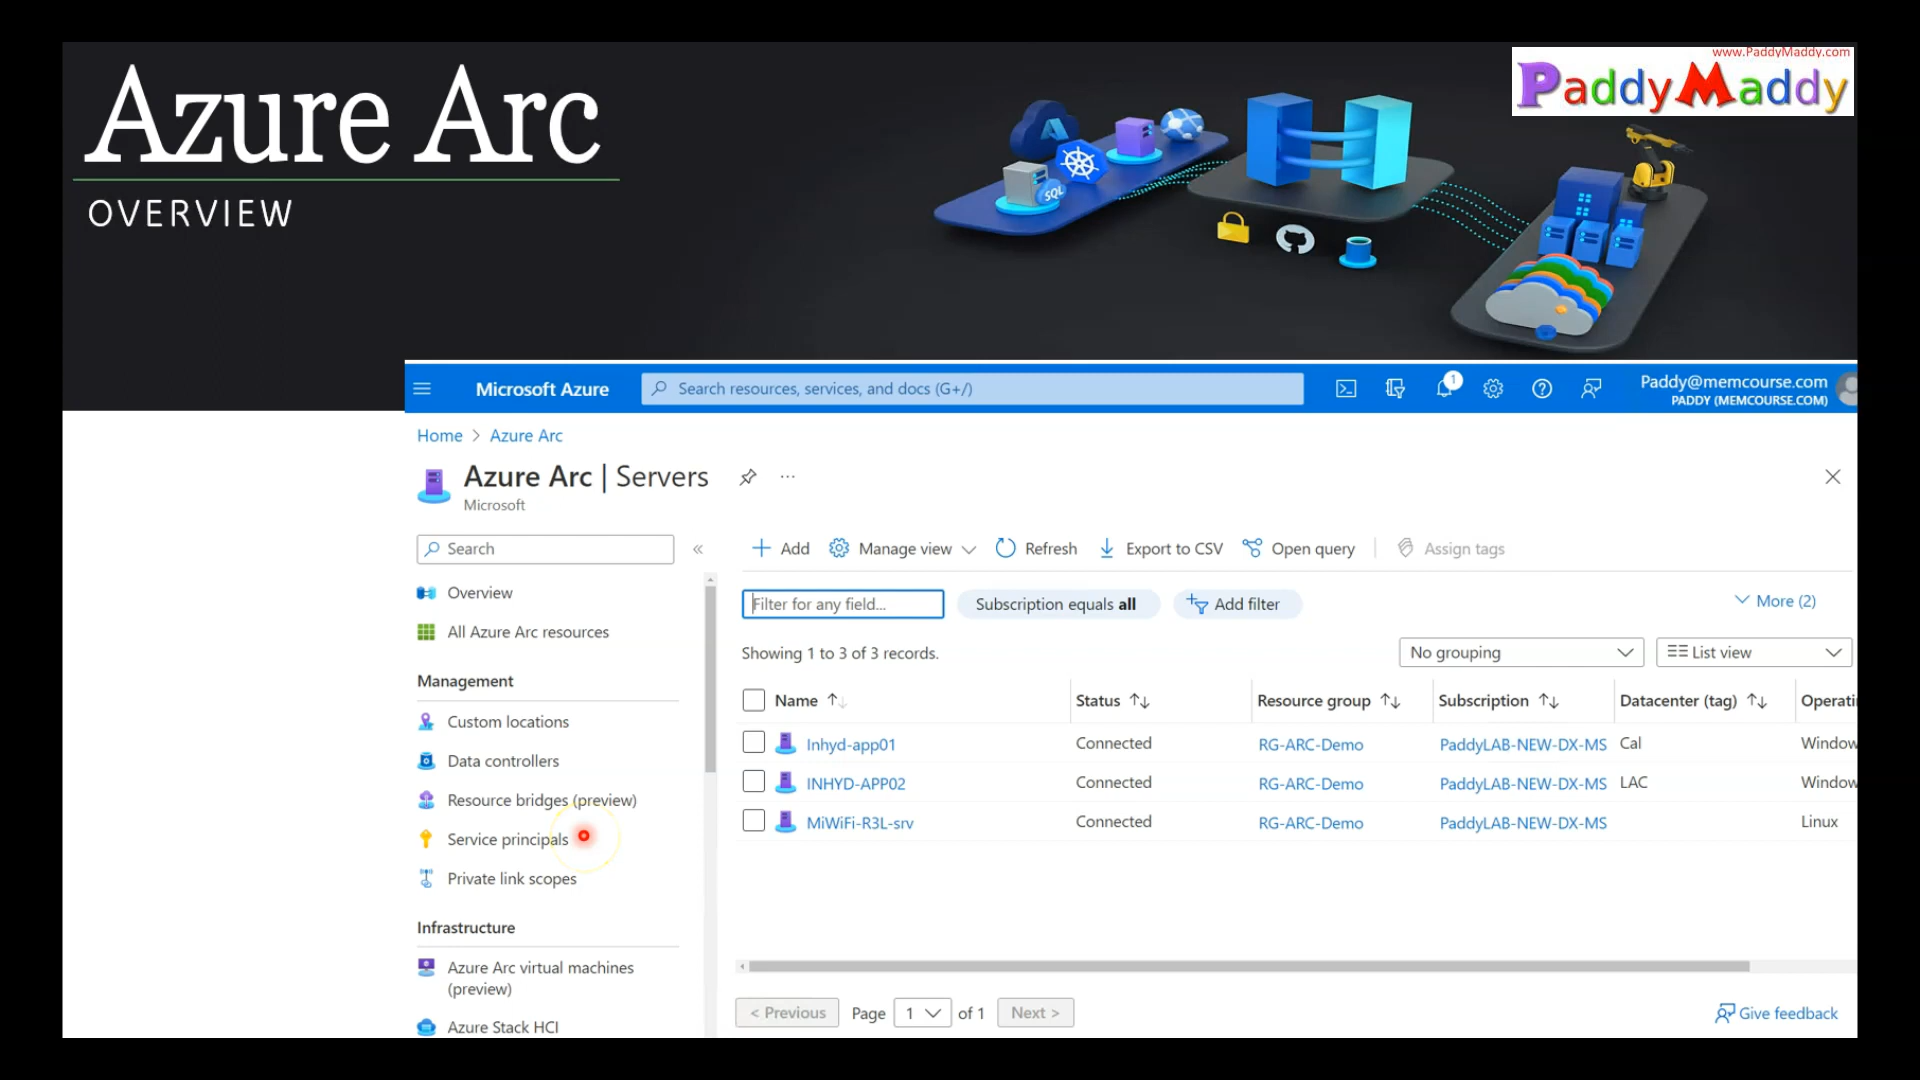 www.PaddyMaddy.com
PaddyMaddy
Azure Arc
OVERVIEW
SQL
Microsoft Azure
Search resources, services, and docs (G+/)
1
Paddy@memcourse.com
PADDY (MEMCOURSE.COM)
Home > Azure Arc
Azure Arc | Servers
...
Microsoft
Search
«
Add
Manage view
Refresh
Export to CSV
Open query
Assign tags
Overview
All Azure Arc resources
Management
Custom locations
Data controllers
Resource bridges (preview)
Service principals
Private link scopes
Infrastructure
Azure Arc virtual machines
(preview)
Azure Stack HCI
Filter for any field...
Subscription equals all
Add filter
More (2)
Showing 1 to 3 of 3 records.
No grouping
List view
Name ↑↓ Status ↑↓ Resource group ↑↓ Subscription ↑↓ Datacenter (tag) ↑↓ Operati
Inhyd-app01 Connected RG-ARC-Demo PaddyLAB-NEW-DX-MS Cal Window
INHYD-APP02 Connected RG-ARC-Demo PaddyLAB-NEW-DX-MS LAC Window
MiWiFi-R3L-srv Connected RG-ARC-Demo PaddyLAB-NEW-DX-MS Linux
< Previous Page 1 of 1 Next >
Give feedback